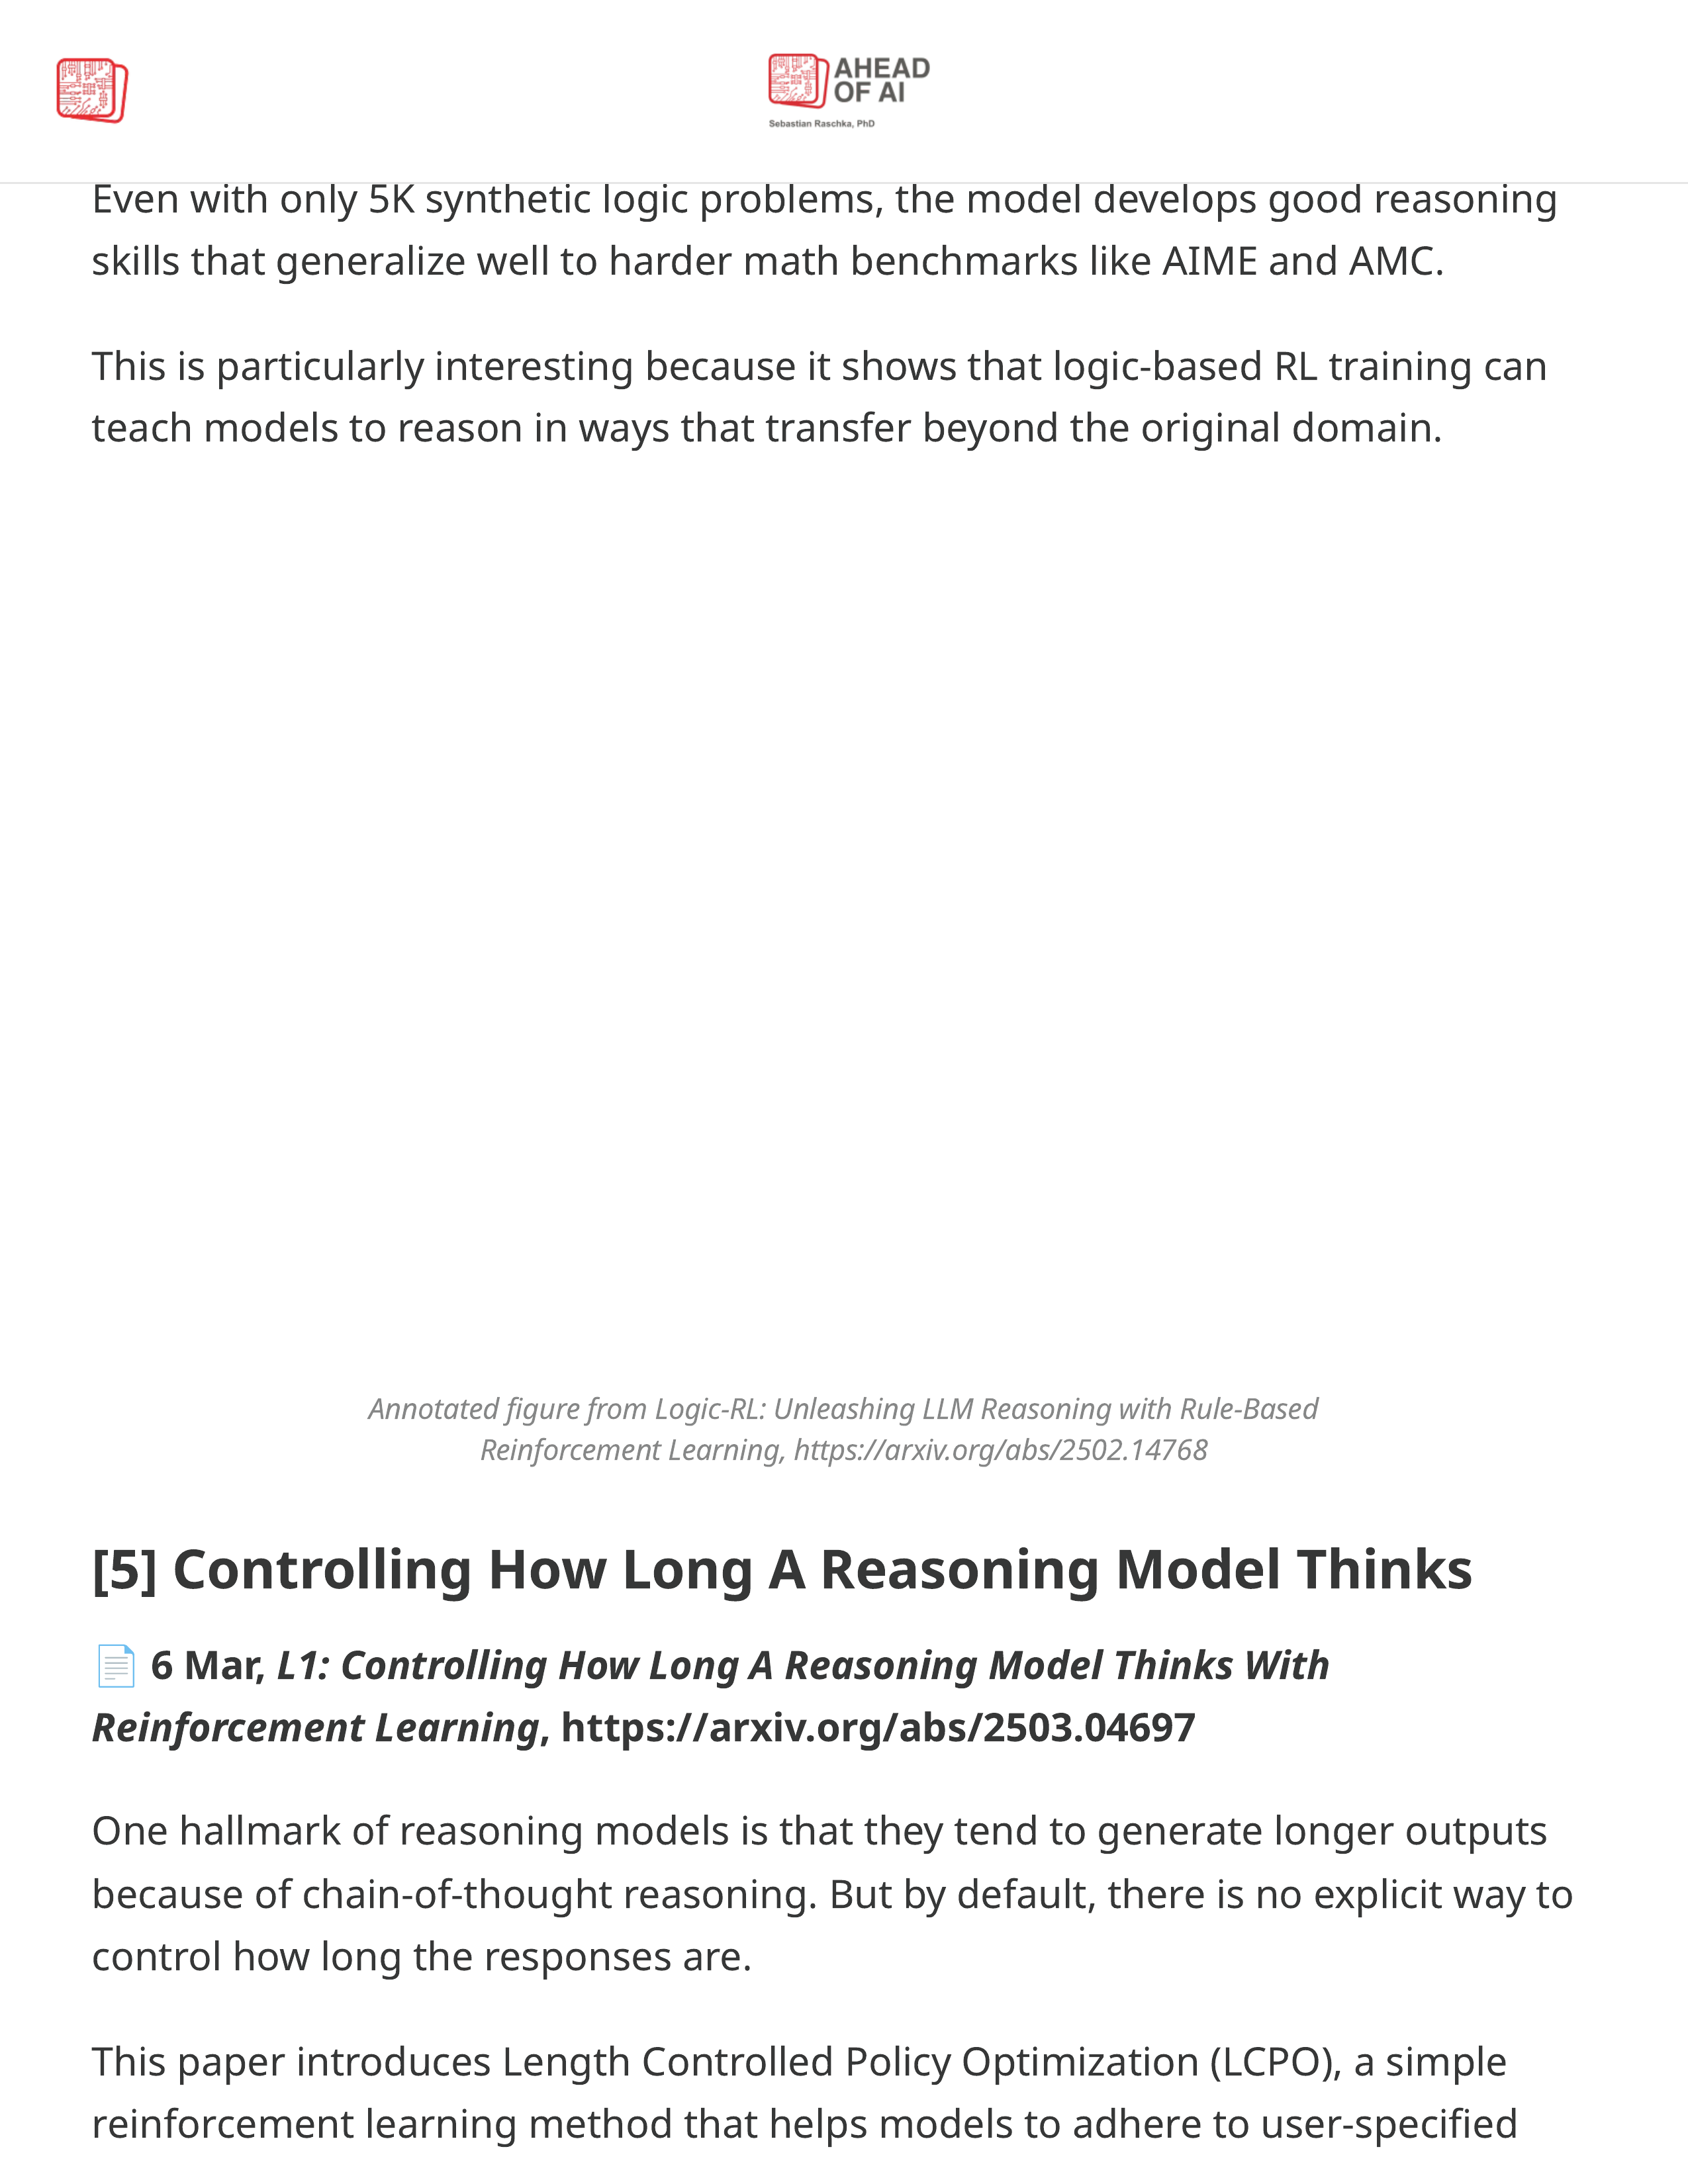 AHEAD
OF AI
Sebastian Raschka, PhD
Even with only 5K synthetic logic problems, the model develops good reasoning
skills that generalize well to harder math benchmarks like AIME and AMC.
This is particularly interesting because it shows that logic-based RL training can
teach models to reason in ways that transfer beyond the original domain.
Annotated figure from Logic-RL: Unleashing LLM Reasoning with Rule-Based
Reinforcement Learning, https://arxiv.org/abs/2502.14768
[5] Controlling How Long A Reasoning Model Thinks
📄 6 Mar, L1: Controlling How Long A Reasoning Model Thinks With
Reinforcement Learning, https://arxiv.org/abs/2503.04697
One hallmark of reasoning models is that they tend to generate longer outputs
because of chain-of-thought reasoning. But by default, there is no explicit way to
control how long the responses are.
This paper introduces Length Controlled Policy Optimization (LCPO), a simple
reinforcement learning method that helps models to adhere to user-specified